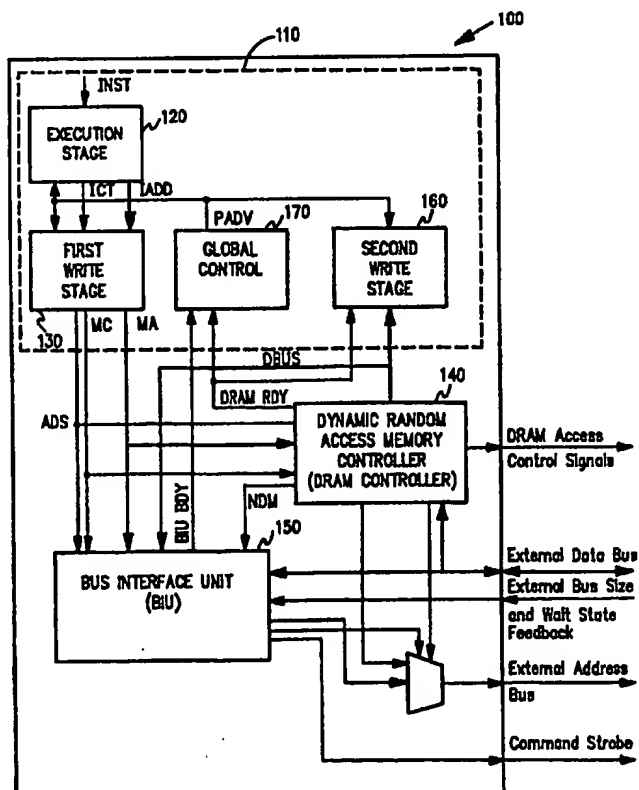 100
110
INST
120
EXECUTION
STAGE
ICT
IADD
PADV
170
160
FIRST
WRITE
STAGE
GLOBAL
CONTROL
SECOND
WRITE
STAGE
130
MC
MA
DBUS
140
DRAM RDY
ADS
DYNAMIC RANDOM
ACCESS MEMORY
CONTROLLER
(DRAM CONTROLLER)
DRAM Access
Control Signals
BIU BDY
NDM
150
BUS INTERFACE UNIT
(BIU)
External Data Bus
External Bus Size
and Wait State
Feedback
External Address
Bus
Command Strobe